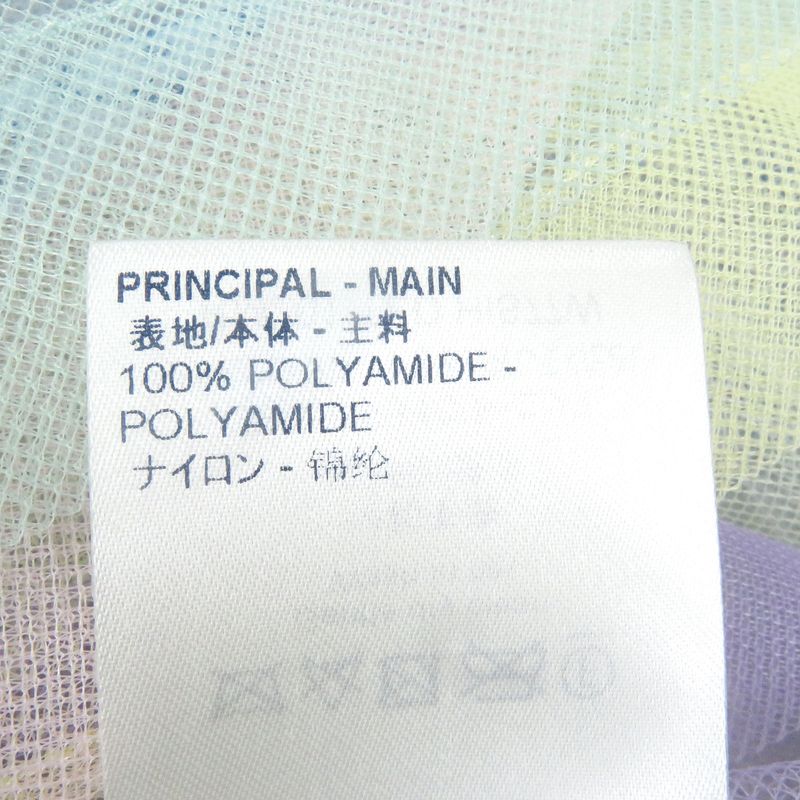 PRINCIPAL - MAIN
表地/本体 - 主料
100% POLYAMIDE -
POLYAMIDE
ナイロン - 锦纶